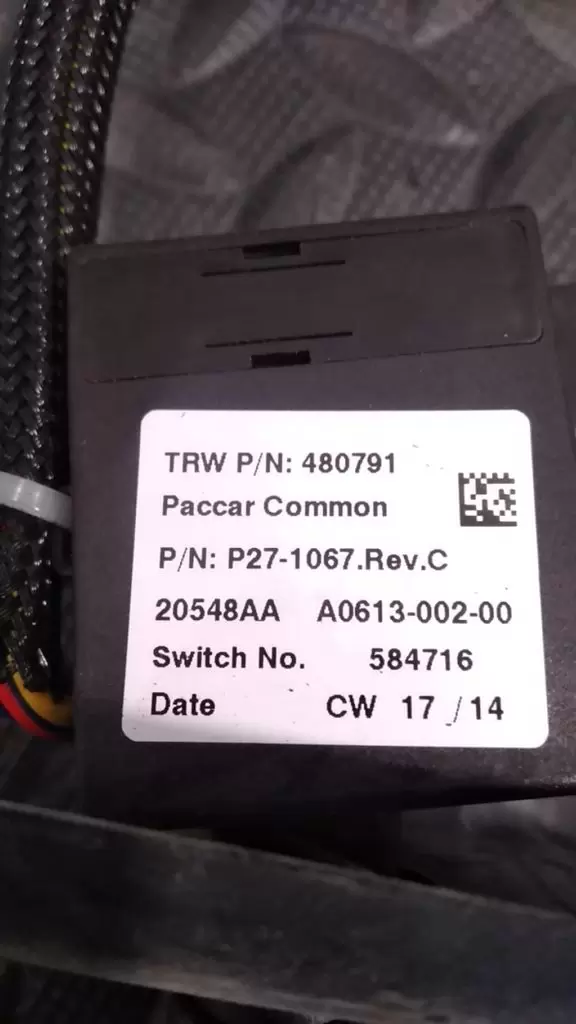 TRW P/N: 480791
Paccar Common
P/N: P27-1067.Rev.C
20548AA A0613-002-00
Switch No. 584716
Date CW 17 /14